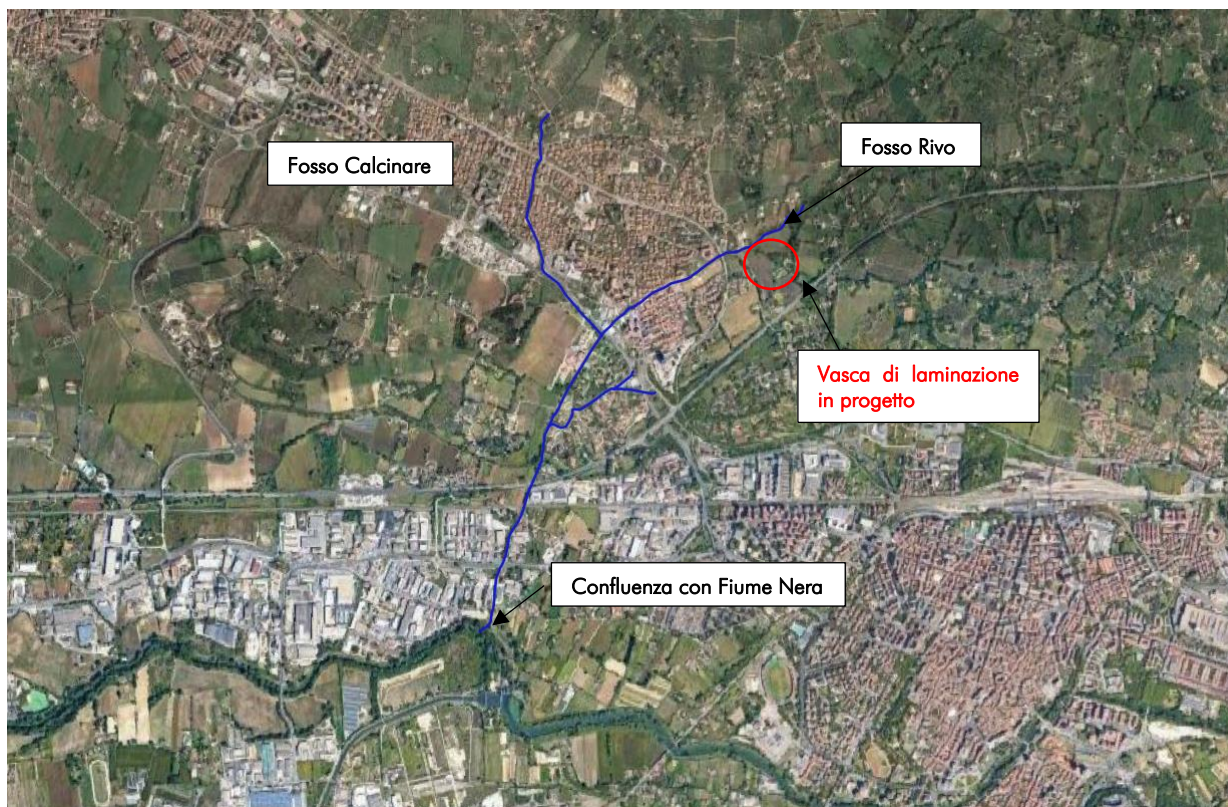 Fosso Rivo
Fosso Calcinare
Vasca di laminazione
in progetto
Confluenza con Fiume Nera